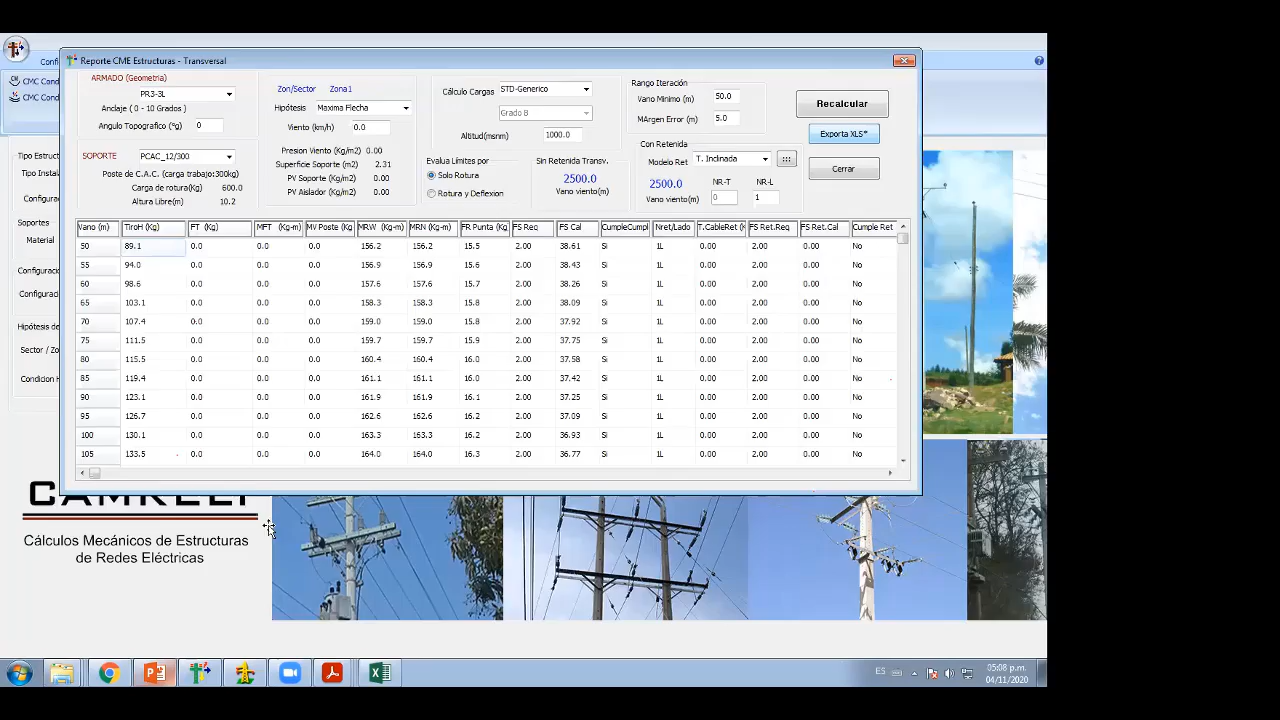 Reporte CME Estructuras - Transversal
Confi
CMC Cond
CMC Cond
ARMADO (Geometria)
PR3-3L
Anclaje ( 0 - 10 Grados )
Angulo Topografico (ºg) 0
SOPORTE PCAC_12/300
Poste de C.A.C. (carga trabajo:300kg)
Carga de rotura(Kg) 600.0
Altura Libre(m) 10.2
Zon/Sector Zona1
Hipótesis Maxima Flecha
Viento (km/h) 0.0
Presion Viento (Kg/m2) 0.00
Superficie Soporte (m2) 2.31
PV Soporte (Kg/m2) 0.00
PV Aislador (Kg/m2) 0.00
Cálculo Cargas STD-Generico
Grado B
Altitud(msnm) 1000.0
Evalua Límites por
Solo Rotura
Rotura y Deflexion
Sin Retenida Transv.
2500.0
Vano viento(m)
Rango Iteración
Vano Minimo (m) 50.0
MArgen Error (m) 5.0
Con Retenida
Modelo Ret T. Inclinada
2500.0 NR-T NR-L
Vano viento(m) 0 1
Recalcular
Exporta XLS*
Cerrar
Tipo Estruct
Tipo Instala
Configura
Soportes
Material
Configuracio
Configurac
Hipótesis de
Sector / Zo
Condicion H
Vano (m) TiroH (Kg) FT (Kg) MFT (Kg-m) MV Poste (Kg MRW (Kg-m) MRN (Kg-m) FR Punta (Kg FS Req FS Cal CumpleCumpl Nret/Lado T.CableRet (K FS Ret.Req FS Ret.Cal Cumple Ret
50 89.1 0.0 0.0 0.0 156.2 156.2 15.5 2.00 38.61 Si 1L 0.00 2.00 0.00 No
55 94.0 0.0 0.0 0.0 156.9 156.9 15.6 2.00 38.43 Si 1L 0.00 2.00 0.00 No
60 98.6 0.0 0.0 0.0 157.6 157.6 15.7 2.00 38.26 Si 1L 0.00 2.00 0.00 No
65 103.1 0.0 0.0 0.0 158.3 158.3 15.8 2.00 38.09 Si 1L 0.00 2.00 0.00 No
70 107.4 0.0 0.0 0.0 159.0 159.0 15.8 2.00 37.92 Si 1L 0.00 2.00 0.00 No
75 111.5 0.0 0.0 0.0 159.7 159.7 15.9 2.00 37.75 Si 1L 0.00 2.00 0.00 No
80 115.5 0.0 0.0 0.0 160.4 160.4 16.0 2.00 37.58 Si 1L 0.00 2.00 0.00 No
85 119.4 0.0 0.0 0.0 161.1 161.1 16.0 2.00 37.42 Si 1L 0.00 2.00 0.00 No
90 123.1 0.0 0.0 0.0 161.9 161.9 16.1 2.00 37.25 Si 1L 0.00 2.00 0.00 No
95 126.7 0.0 0.0 0.0 162.6 162.6 16.2 2.00 37.09 Si 1L 0.00 2.00 0.00 No
100 130.1 0.0 0.0 0.0 163.3 163.3 16.2 2.00 36.93 Si 1L 0.00 2.00 0.00 No
105 133.5 0.0 0.0 0.0 164.0 164.0 16.3 2.00 36.77 Si 1L 0.00 2.00 0.00 No
Cálculos Mecánicos de Estructuras
de Redes Eléctricas
ES
05:08 p.m.
04/11/2020